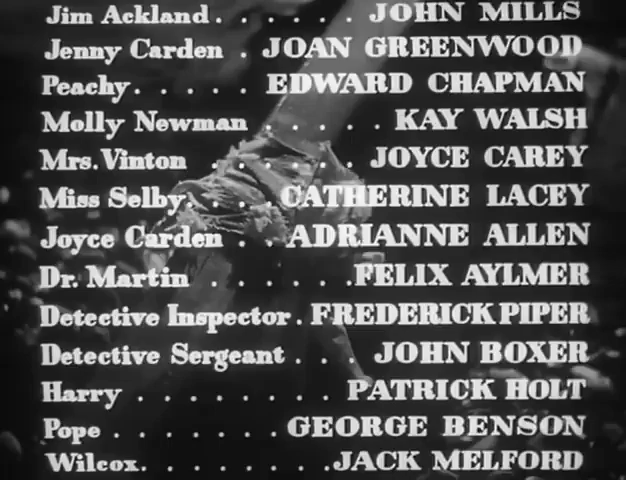 Jim Ackland. . . . . . JOHN MILLS
Jenny Carden . JOAN GREENWOOD
Peachy. . . . . EDWARD CHAPMAN
Molly Newman . . . . . KAY WALSH
Mrs. Vinton . . . . . . JOYCE CAREY
Miss Selby. . . . CATHERINE LACEY
Joyce Carden . . ADRIANNE ALLEN
Dr. Martin . . . . . . . FELIX AYLMER
Detective Inspector . FREDERICK PIPER
Detective Sergeant . . . JOHN BOXER
Harry . . . . . . . . PATRICK HOLT
Pope . . . . . . . GEORGE BENSON
Wilcox. . . . . . . . JACK MELFORD